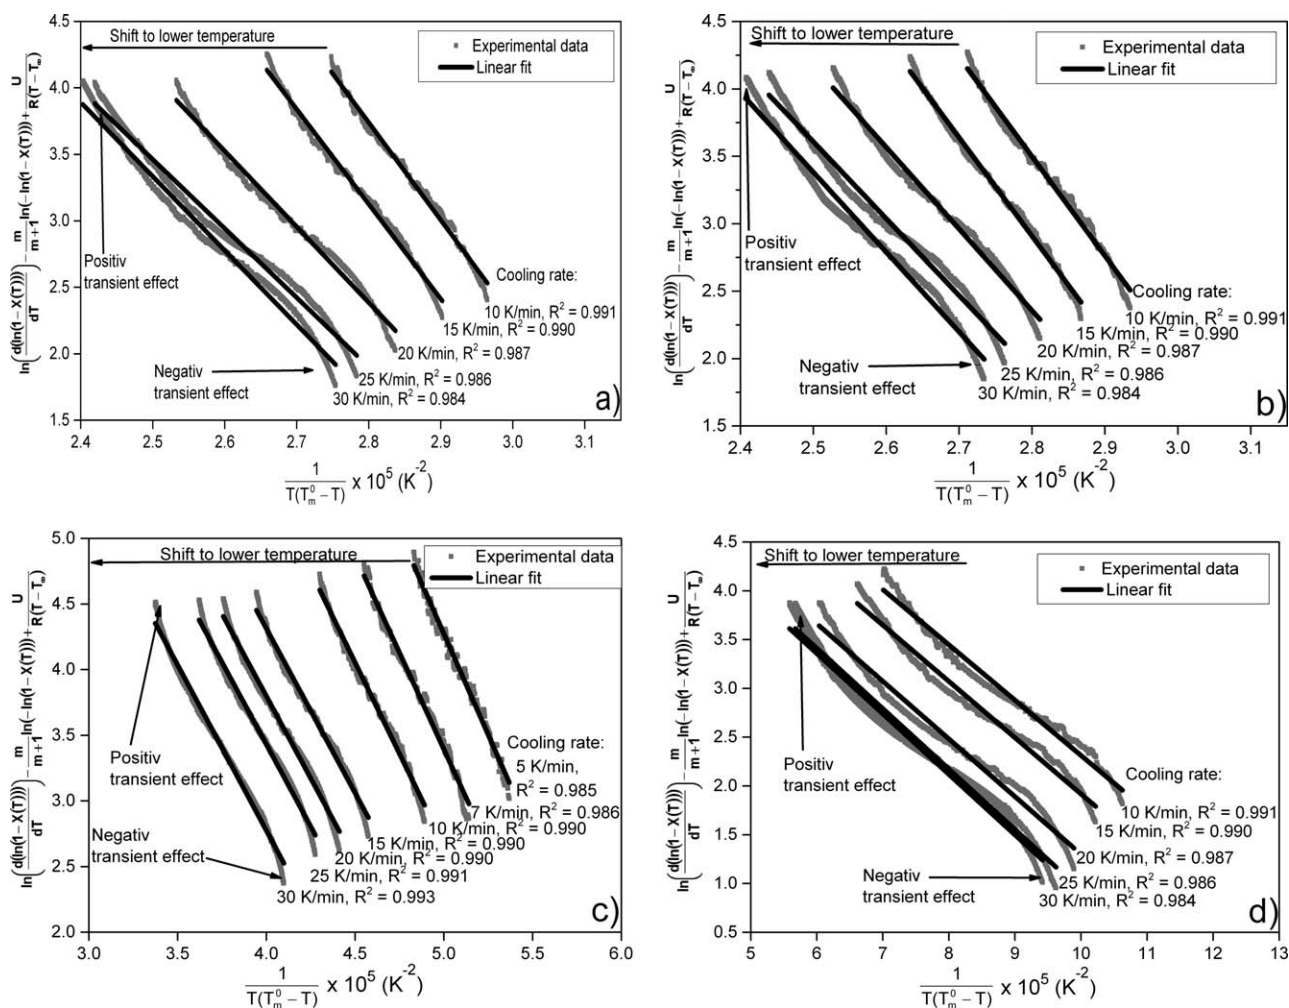 4.5
4.0
3.5
3.0
2.5
2.0
1.5
Shift to lower temperature
Experimental data
Linear fit
Positiv
transient effect
Negativ
transient effect
Cooling rate:
10 K/min, R² = 0.991
15 K/min, R² = 0.990
20 K/min, R² = 0.987
25 K/min, R² = 0.986
30 K/min, R² = 0.984
a)
2.4 2.5 2.6 2.7 2.8 2.9 3.0 3.1
ln(d(ln(1−X(T)))/dT) − m/m+1 ln(−ln(1−X(T))) + U/R(T−T∞)
1/T(T⁰m − T) x 10⁵ (K⁻²)
4.5
4.0
3.5
3.0
2.5
2.0
1.5
Shift to lower temperature
Experimental data
Linear fit
Positiv
transient effect
Negativ
transient effect
Cooling rate:
10 K/min, R² = 0.991
15 K/min, R² = 0.990
20 K/min, R² = 0.987
25 K/min, R² = 0.986
30 K/min, R² = 0.984
b)
2.4 2.5 2.6 2.7 2.8 2.9 3.0 3.1
ln(d(ln(1−X(T)))/dT) − m/m+1 ln(−ln(1−X(T))) + U/R(T−T∞)
1/T(T⁰m − T) x 10⁵ (K⁻²)
5.0
4.5
4.0
3.5
3.0
2.5
2.0
Shift to lower temperature
Experimental data
Linear fit
Positiv
transient effect
Negativ
transient effect
Cooling rate:
5 K/min,
R² = 0.985
7 K/min, R² = 0.986
10 K/min, R² = 0.990
15 K/min, R² = 0.990
20 K/min, R² = 0.990
25 K/min, R² = 0.991
30 K/min, R² = 0.993
c)
3.0 3.5 4.0 4.5 5.0 5.5 6.0
ln(d(ln(1−X(T)))/dT) − m/m+1 ln(−ln(1−X(T))) + U/R(T−T∞)
1/T(T⁰m − T) x 10⁵ (K⁻²)
4.5
4.0
3.5
3.0
2.5
2.0
1.5
1.0
0.5
Shift to lower temperature
Experimental data
Linear fit
Positiv
transient effect
Negativ
transient effect
Cooling rate:
10 K/min, R² = 0.991
15 K/min, R² = 0.990
20 K/min, R² = 0.987
25 K/min, R² = 0.986
30 K/min, R² = 0.984
d)
5 6 7 8 9 10 11 12 13
ln(d(ln(1−X(T)))/dT) − m/m+1 ln(−ln(1−X(T))) + U/R(T−T∞)
1/T(T⁰m − T) x 10⁵ (K⁻²)